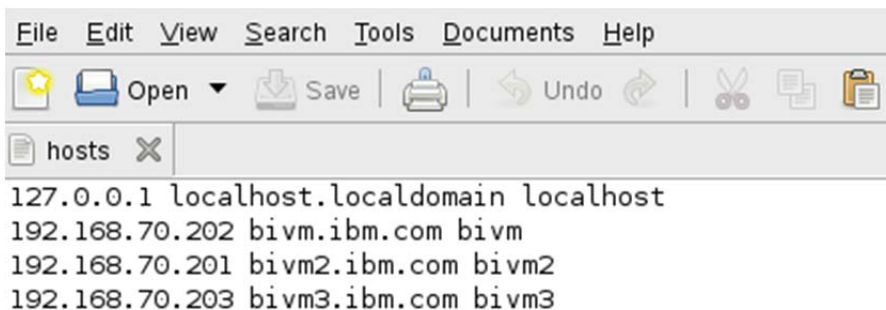 File Edit View Search Tools Documents Help
Open Save Undo
hosts
127.0.0.1 localhost.localdomain localhost
192.168.70.202 bivm.ibm.com bivm
192.168.70.201 bivm2.ibm.com bivm2
192.168.70.203 bivm3.ibm.com bivm3